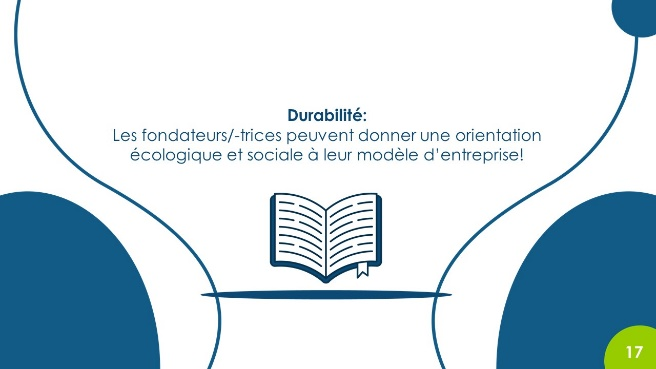 Durabilité:
Les fondateurs/-trices peuvent donner une orientation
écologique et sociale à leur modèle d'entreprise!
17